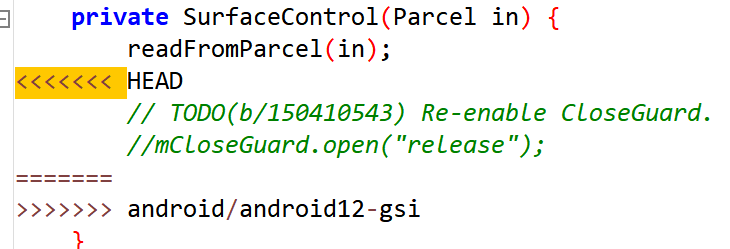 private SurfaceControl(Parcel in) {
readFromParcel(in);
<<<<<<< HEAD
// TODO(b/150410543) Re-enable CloseGuard.
//mCloseGuard.open("release");
=======
>>>>>>> android/android12-gsi
}